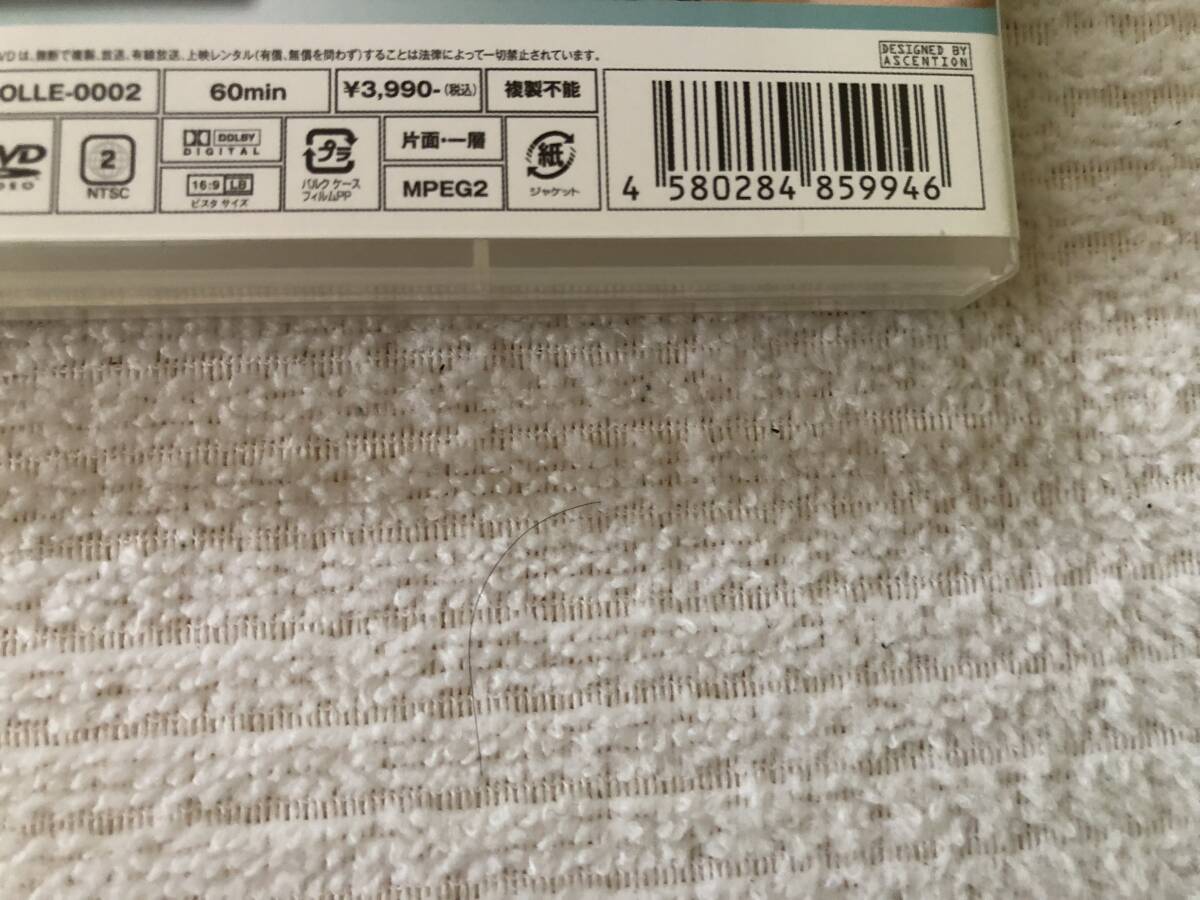 VDは、無断で複製、放送、有線放送、上映レンタル(有償、無償を問わず)することは法律によって一切禁止されています。
DESIGNED BY
ASCENTION
OLLE-0002
60min
¥3,990-(税込)
複製不能
VD
DEO
2
NTSC
DOLBY
DIGITAL
16:9 LB
ビスタ サイズ
プラ
バルク ケース
フィルムPP
片面・一層
MPEG2
紙
ジャケット
4 580284 859946